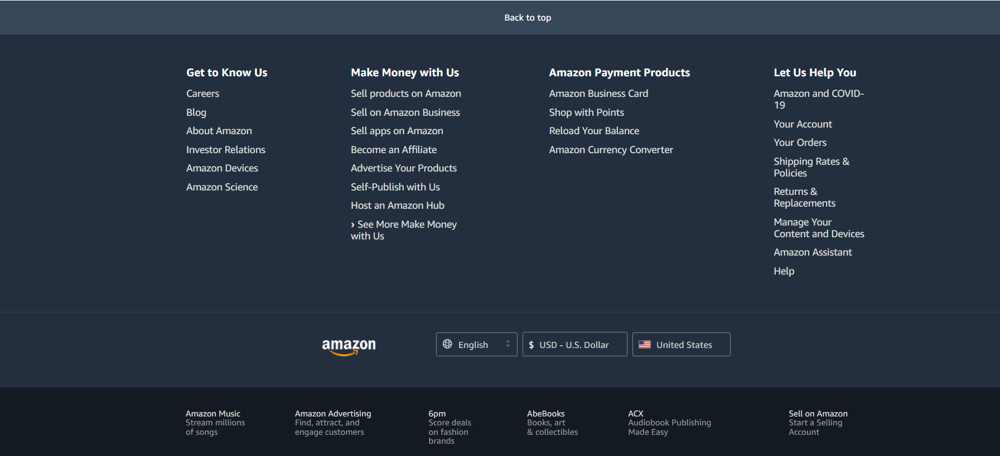 Back to top
Get to Know Us
Careers
Blog
About Amazon
Investor Relations
Amazon Devices
Amazon Science
Make Money with Us
Sell products on Amazon
Sell on Amazon Business
Sell apps on Amazon
Become an Affiliate
Advertise Your Products
Self-Publish with Us
Host an Amazon Hub
› See More Make Money
with Us
Amazon Payment Products
Amazon Business Card
Shop with Points
Reload Your Balance
Amazon Currency Converter
Let Us Help You
Amazon and COVID-
19
Your Account
Your Orders
Shipping Rates &
Policies
Returns &
Replacements
Manage Your
Content and Devices
Amazon Assistant
Help
amazon
English
$ USD - U.S. Dollar
United States
Amazon Music
Stream millions
of songs
Amazon Advertising
Find, attract, and
engage customers
6pm
Score deals
on fashion
brands
AbeBooks
Books, art
& collectibles
ACX
Audiobook Publishing
Made Easy
Sell on Amazon
Start a Selling
Account